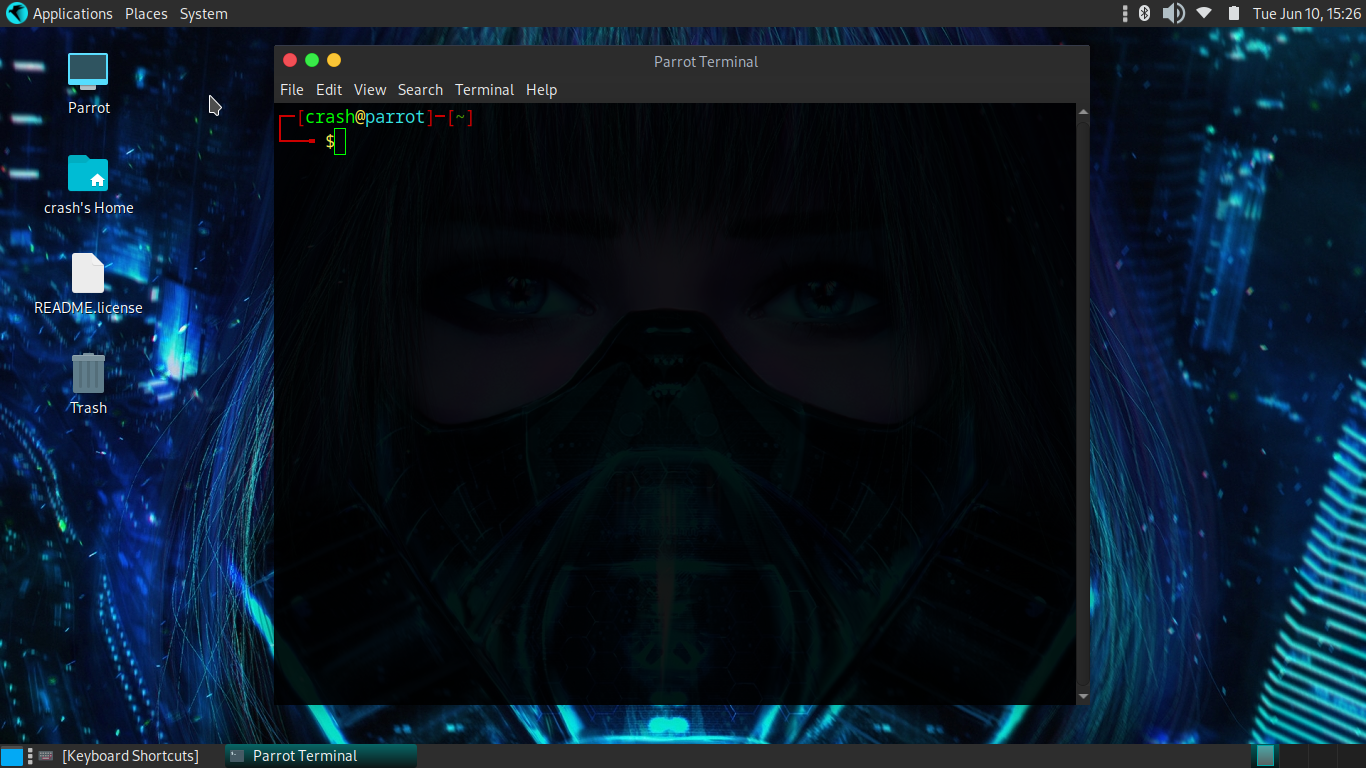 Applications Places System
Tue Jun 10, 15:26
Parrot Terminal
File Edit View Search Terminal Help
┌─[crash@parrot]─[~]
└──╼ $
Parrot
crash's Home
README.license
Trash
[Keyboard Shortcuts] Parrot Terminal